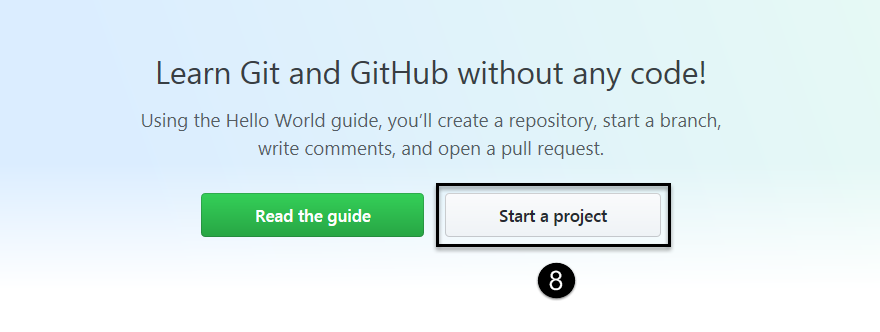 Learn Git and GitHub without any code!
Using the Hello World guide, you’ll create a repository, start a branch,
write comments, and open a pull request.
Read the guide
Start a project
8